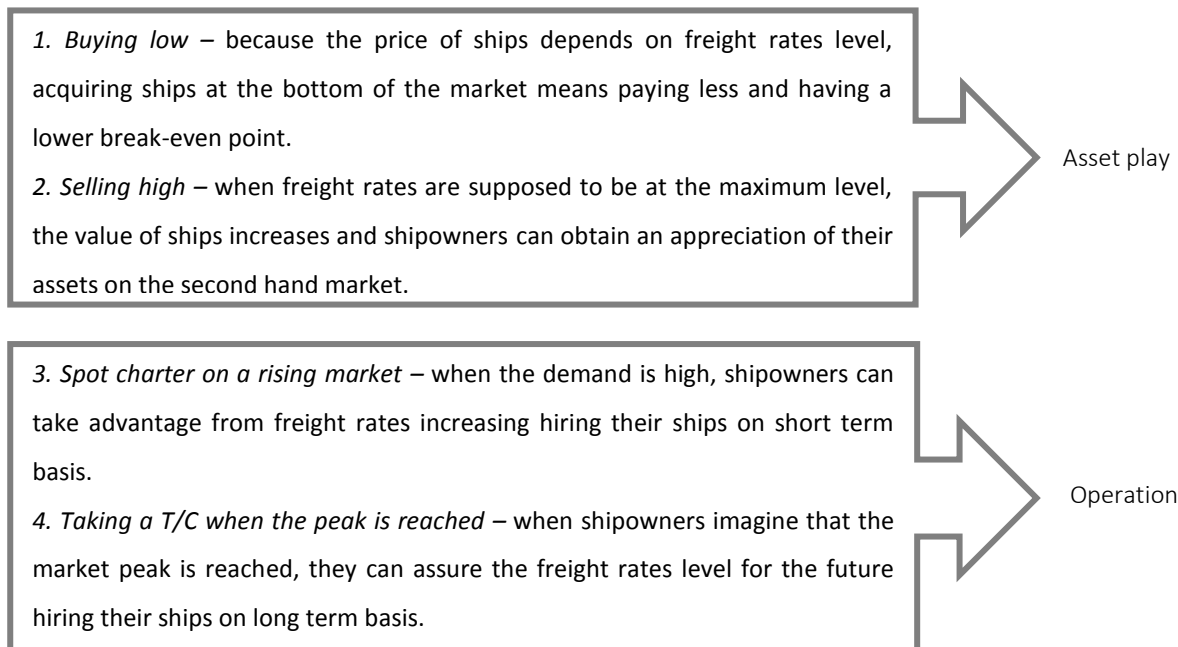 1. Buying low – because the price of ships depends on freight rates level,
acquiring ships at the bottom of the market means paying less and having a
lower break-even point.
2. Selling high – when freight rates are supposed to be at the maximum level,
the value of ships increases and shipowners can obtain an appreciation of their
assets on the second hand market.
Asset play
3. Spot charter on a rising market – when the demand is high, shipowners can
take advantage from freight rates increasing hiring their ships on short term
basis.
4. Taking a T/C when the peak is reached – when shipowners imagine that the
market peak is reached, they can assure the freight rates level for the future
hiring their ships on long term basis.
Operation